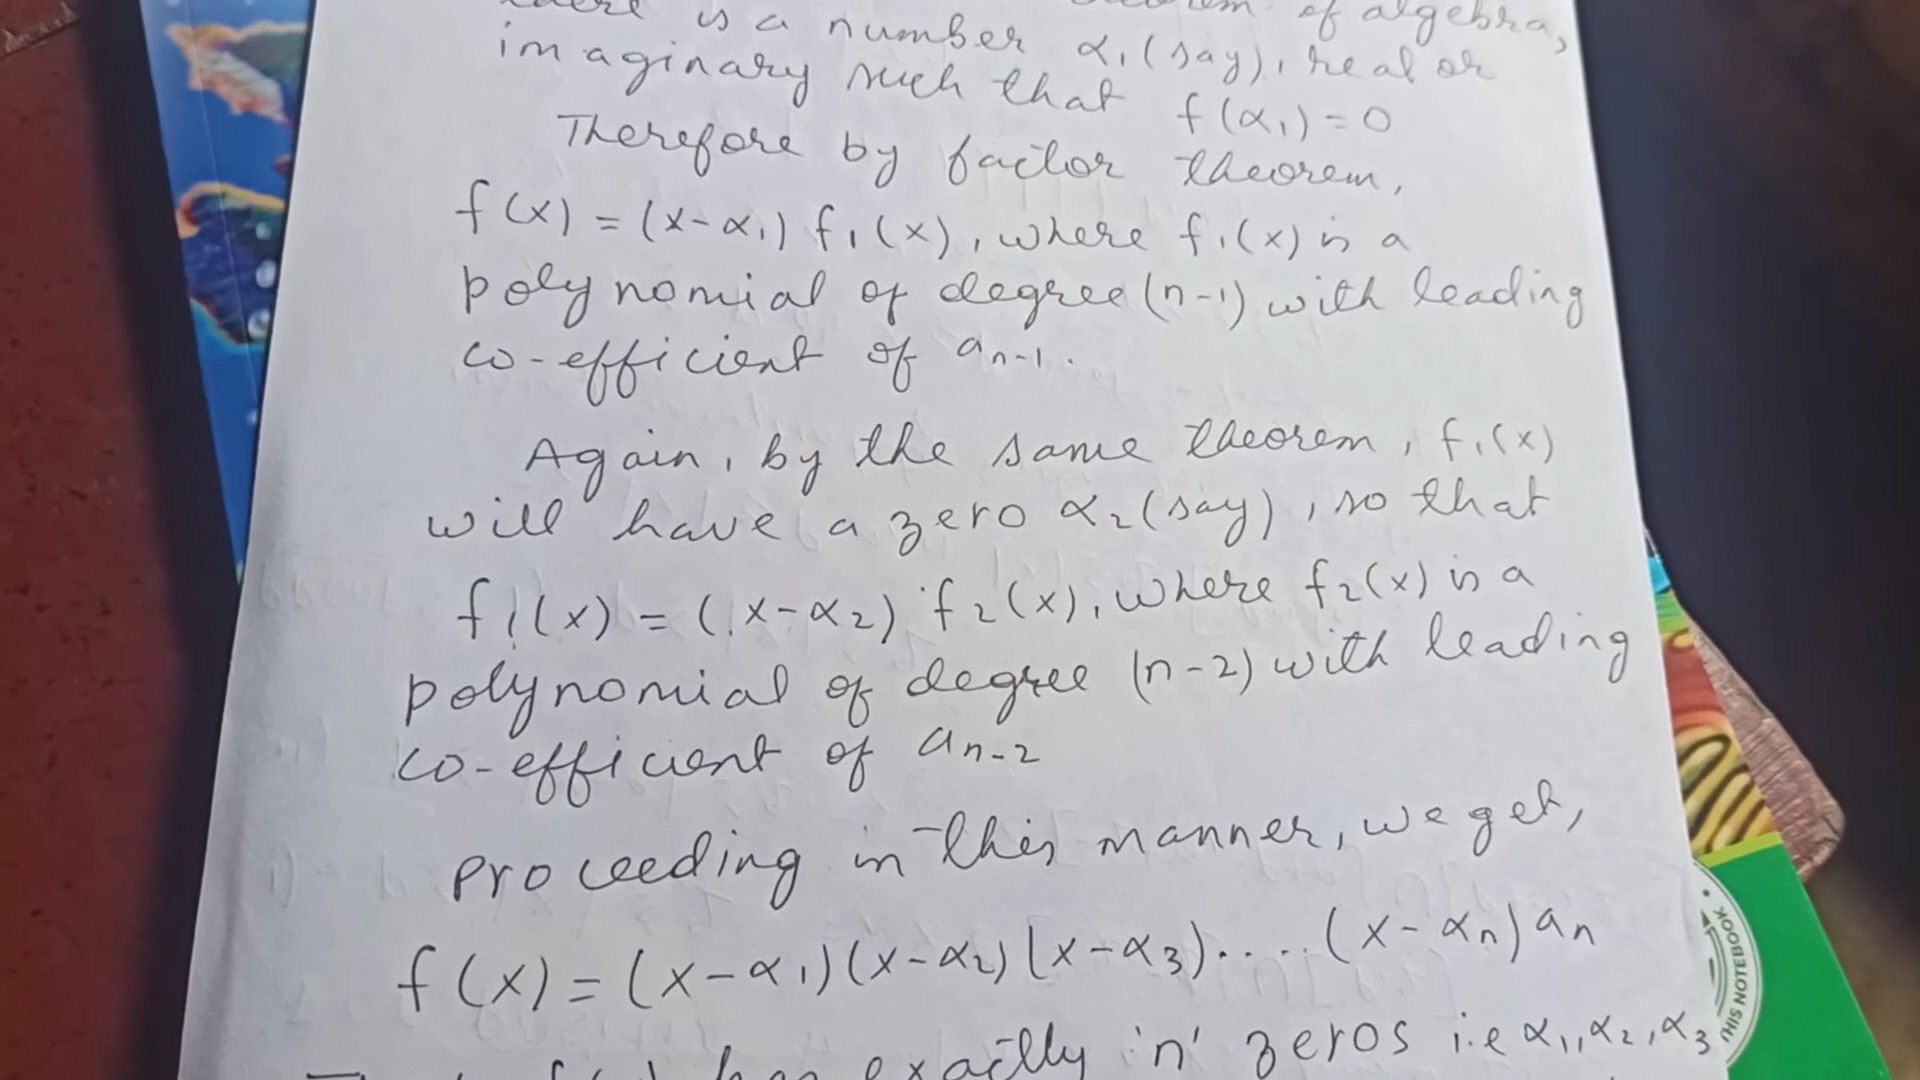 there is a number of algebra,
imaginary such that α₁(say), real or
f(α₁)=0
Therefore by factor theorem,
f(x) = (x-α₁) f₁(x), where f₁(x) is a
polynomial of degree (n-1) with leading
co-efficient of aₙ₋₁.
Again, by the same theorem, f₁(x)
will have a zero α₂(say), so that
f₁(x) = (x-α₂) f₂(x), where f₂(x) is a
polynomial of degree (n-2) with leading
co-efficient of aₙ₋₂
proceeding in this manner, we get,
f(x) = (x-α₁)(x-α₂)(x-α₃)....(x-αₙ)aₙ
exactly 'n' zeros i.e α₁,α₂,α₃
THIS NOTEBOOK